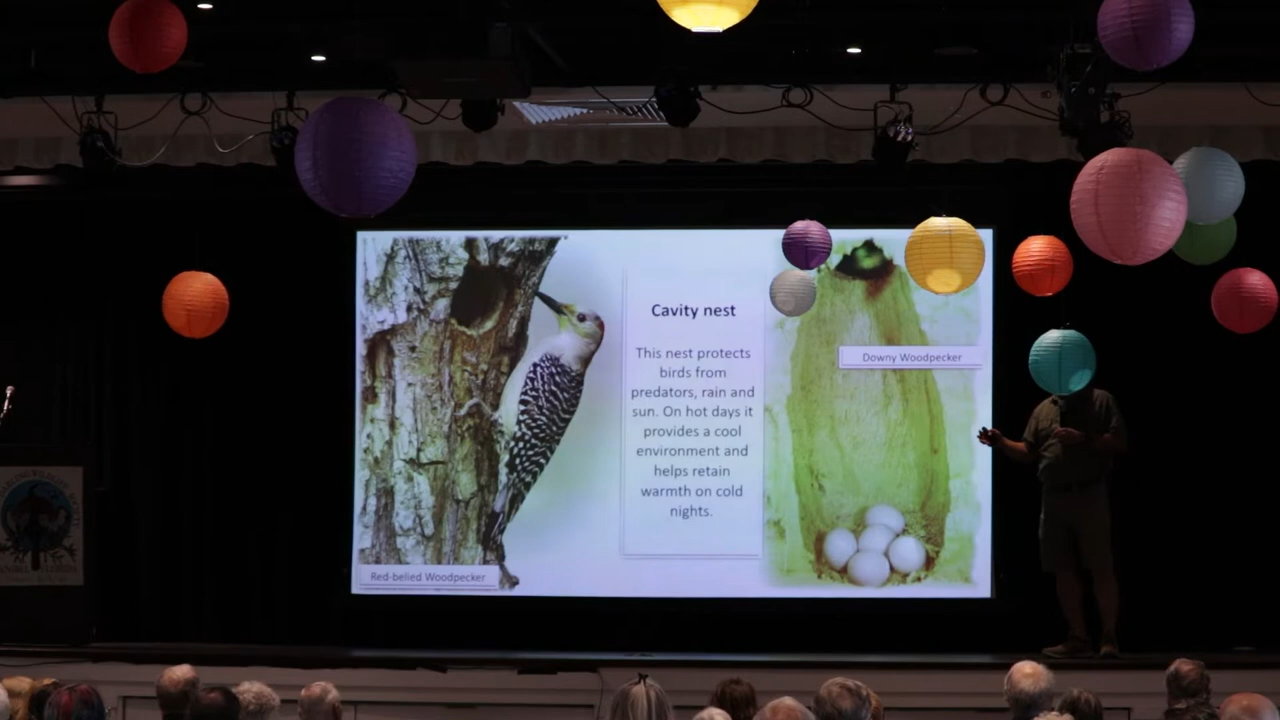 Cavity nest
This nest protects
birds from
predators, rain and
sun. On hot days it
provides a cool
environment and
helps retain
warmth on cold
nights.
Downy Woodpecker
Red-belied Woodpecker